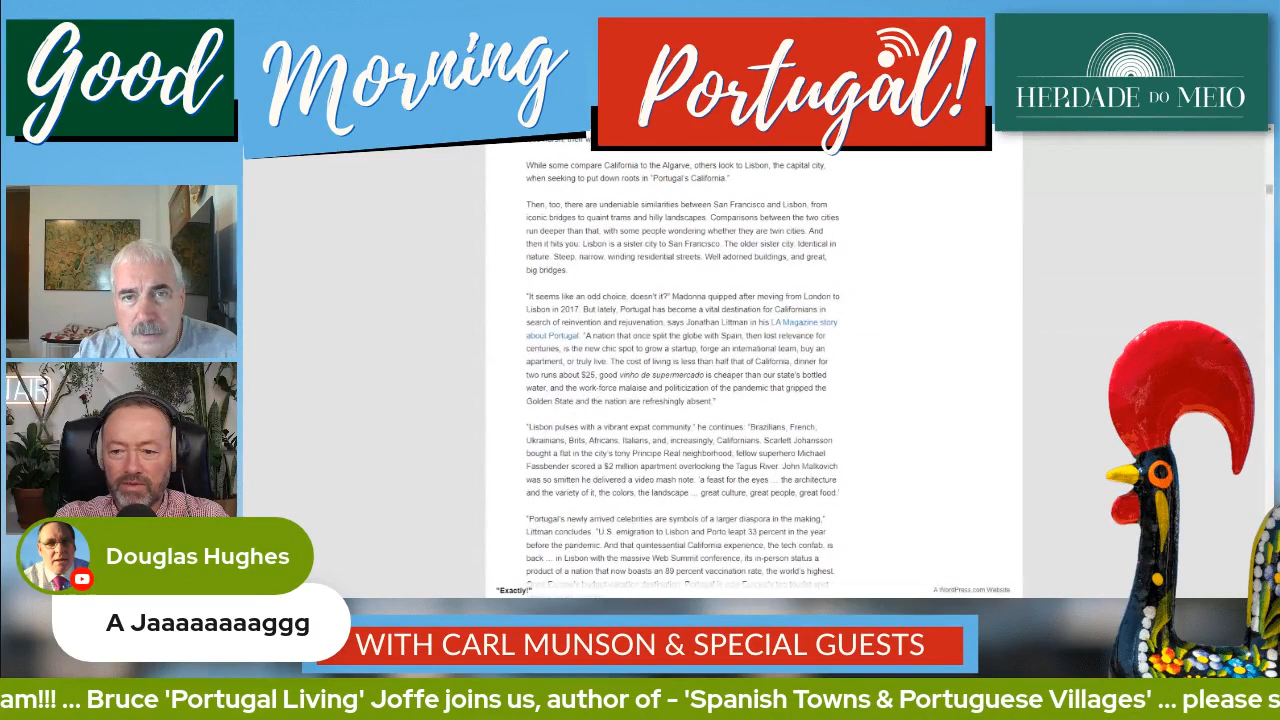 Good
Morning
Portugal!
HERDADE DO MEIO
While some compare California to the Algarve, others look to Lisbon, the capital city,
when seeking to put down roots in "Portugal's California."
Then, too, there are undeniable similarities between San Francisco and Lisbon, from
iconic bridges to quaint trams and hilly landscapes. Comparisons between the two cities
run deeper than that, with some people wondering whether they are twin cities. And
then it hits you: Lisbon is a sister city to San Francisco. The older sister city. Identical in
nature. Steep, narrow, winding residential streets. Well adorned buildings, and great,
big bridges.
"It seems like an odd choice, doesn't it?" Madonna quipped after moving from London to
Lisbon in 2017. But lately, Portugal has become a vital destination for Californians in
search of reinvention and rejuvenation, says Jonathan Littman in his LA Magazine story
about Portugal. "A nation that once split the globe with Spain, then lost relevance for
centuries, is the new chic spot to grow a startup, forge an international team, buy an
apartment, or truly live. The cost of living is less than half that of California, dinner for
two runs about $25, good vinho de supermercado is cheaper than our state's bottled
water, and the work-force malaise and politicization of the pandemic that gripped the
Golden State and the nation are refreshingly absent."
"Lisbon pulses with a vibrant expat community," he continues: "Brazilians, French,
Ukrainians, Brits, Africans, Italians, and, increasingly, Californians. Scarlett Johansson
bought a flat in the city's tony Principe Real neighborhood, fellow superhero Michael
Fassbender scored a $2 million apartment overlooking the Tagus River. John Malkovich
was so smitten he delivered a video mash note. 'a feast for the eyes ... the architecture
and the variety of it, the colors, the landscape ... great culture, great people, great food.'
"Portugal's newly arrived celebrities are symbols of a larger diaspora in the making,"
Littman concludes. "U.S. emigration to Lisbon and Porto leapt 33 percent in the year
before the pandemic. And that quintessential California experience, the tech confab, is
back ... in Lisbon with the massive Web Summit conference, its in-person status a
product of a nation that now boasts an 89 percent vaccination rate, the world's highest.
"Exactly!"
A WordPress.com Website
Douglas Hughes
A Jaaaaaaaaggg
WITH CARL MUNSON & SPECIAL GUESTS
am!!! ... Bruce 'Portugal Living' Joffe joins us, author of - 'Spanish Towns & Portuguese Villages' ... please s